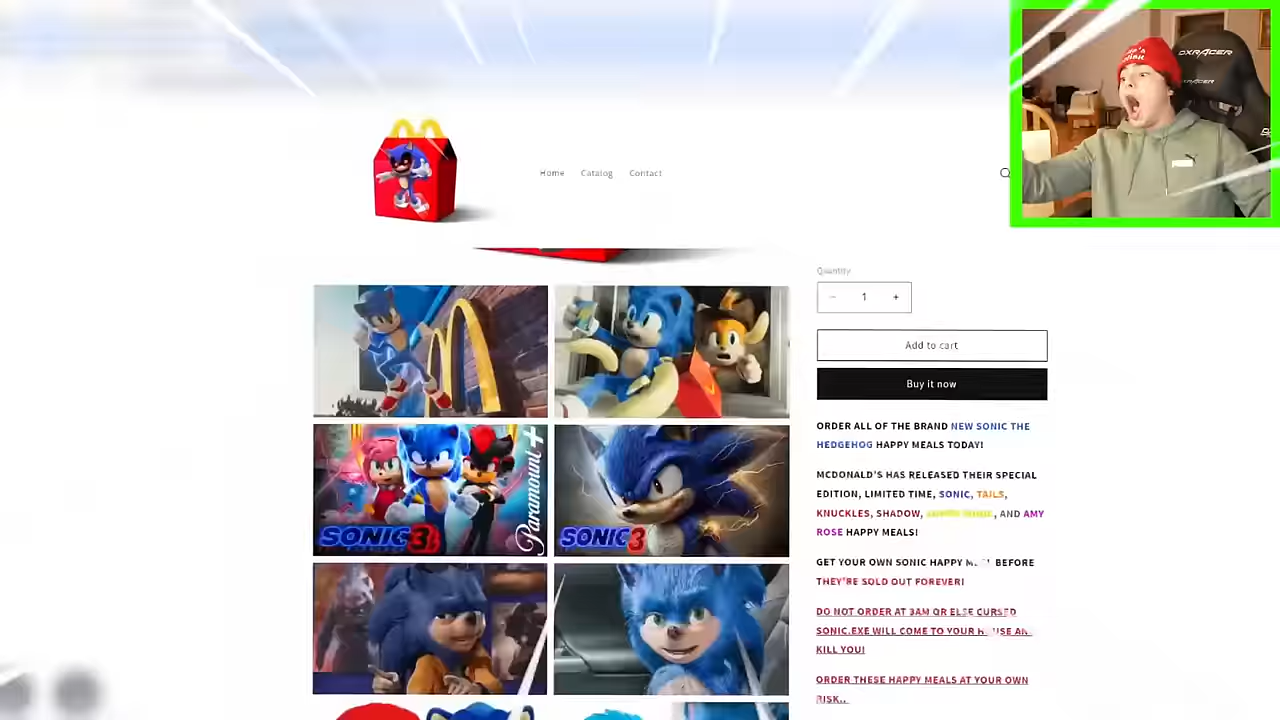 DXRACER
Home Catalog Contact
Quantity
− 1 +
Add to cart
Buy it now
ORDER ALL OF THE BRAND NEW SONIC THE
HEDGEHOG HAPPY MEALS TODAY!
MCDONALD'S HAS RELEASED THEIR SPECIAL
EDITION, LIMITED TIME, SONIC, TAILS,
KNUCKLES, SHADOW, AND AMY
ROSE HAPPY MEALS!
GET YOUR OWN SONIC HAPPY BEFORE
THEY'RE SOLD OUT FOREVER!
DO NOT ORDER AT 3AM OR ELSE CURSED
SONIC.EXE WILL COME TO YOUR
KILL YOU!
ORDER THESE HAPPY MEALS AT YOUR OWN
RISK..
SONIC 3
Paramount+
SONIC 3